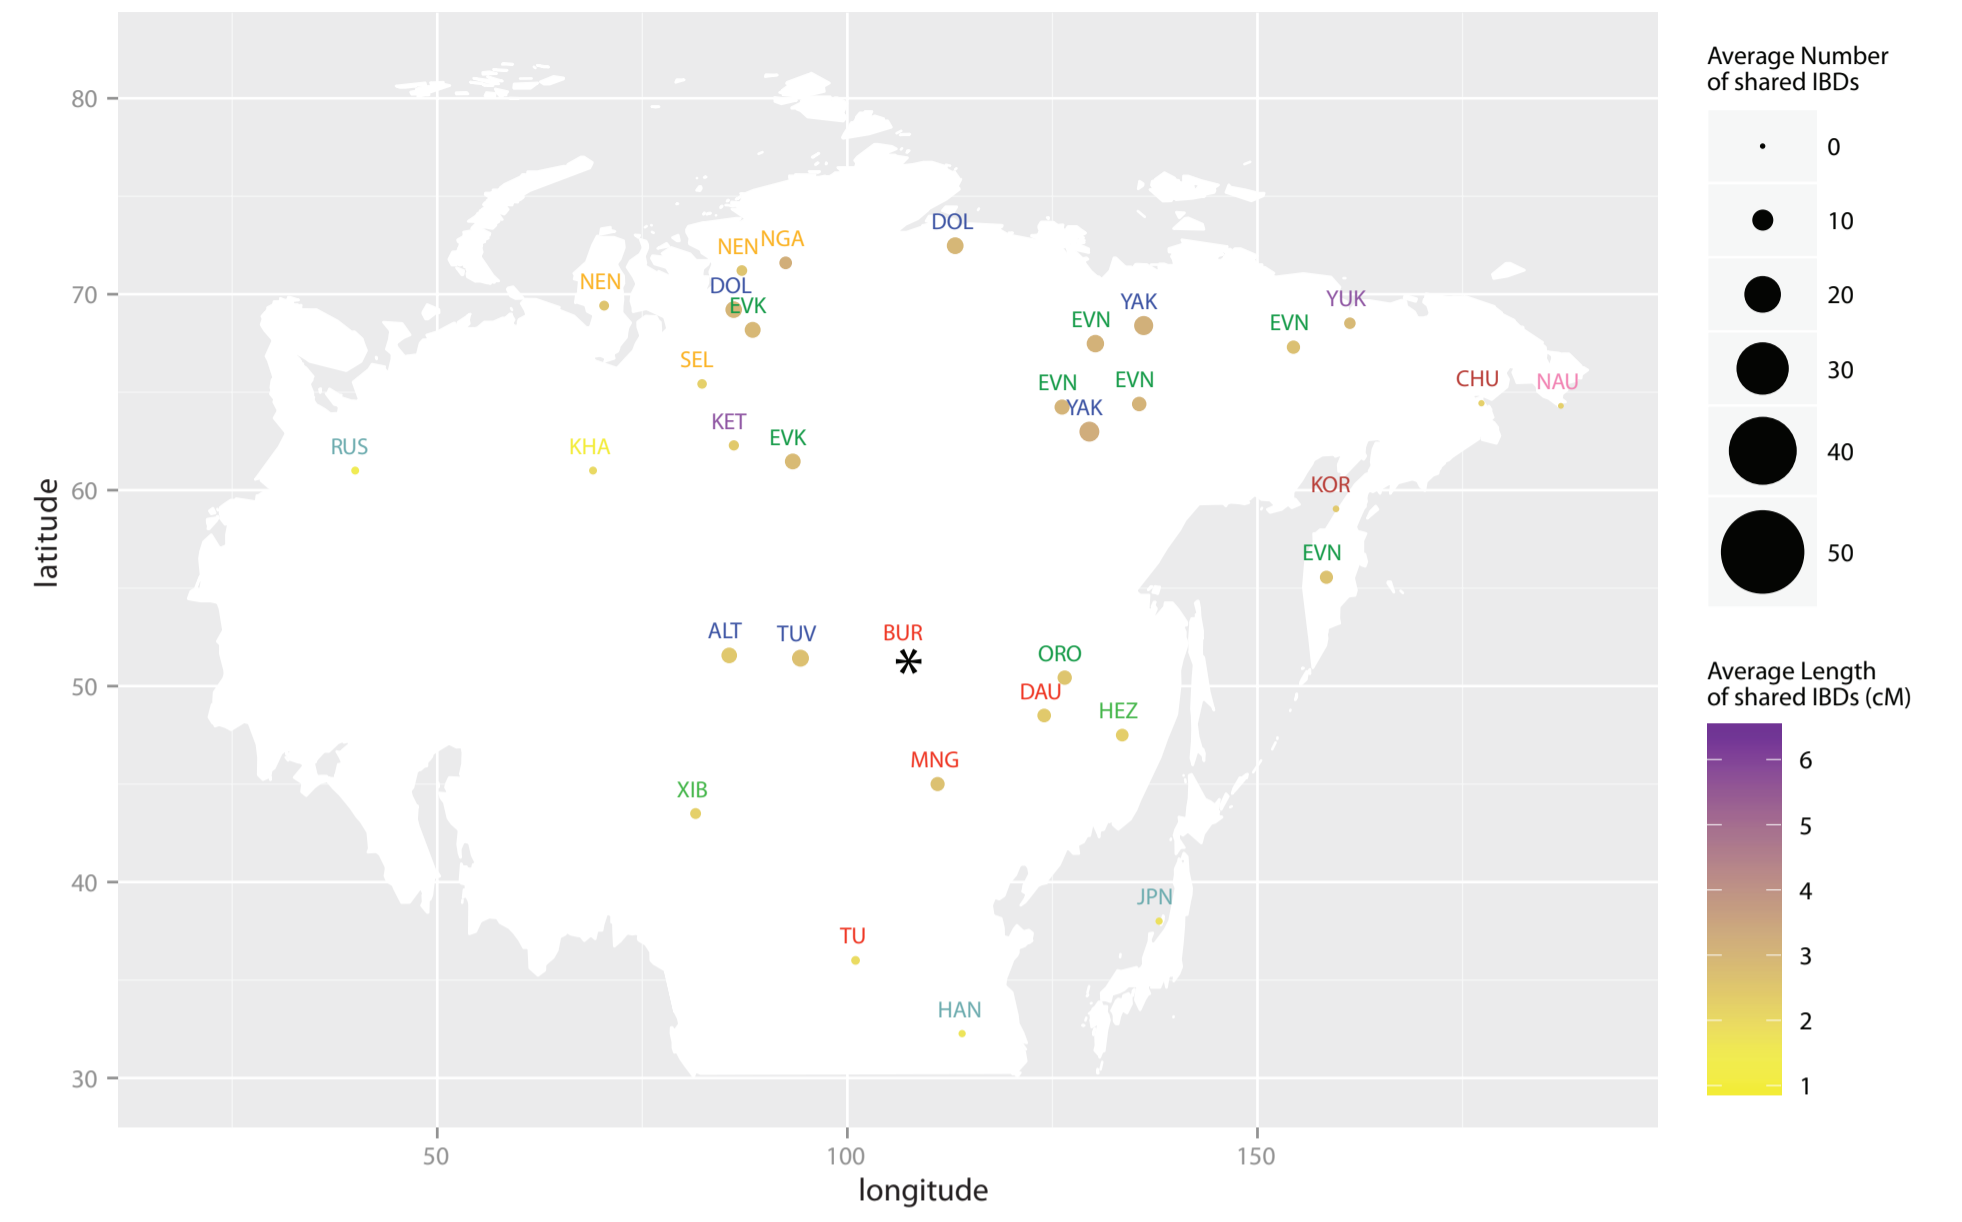 Average Number
of shared IBDs
0
10
20
30
40
50
Average Length
of shared IBDs (cM)
6
5
4
3
2
1
80
70
60
50
40
30
latitude
DOL
NEN
NGA
NEN
DOL
EVK
YAK
YUK
EVN
EVN
SEL
CHU
NAU
EVN
EVN
YAK
KET
EVK
RUS
KHA
KOR
EVN
ALT
TUV
BUR
*
ORO
DAU
HEZ
MNG
XIB
JPN
TU
HAN
50
100
150
longitude